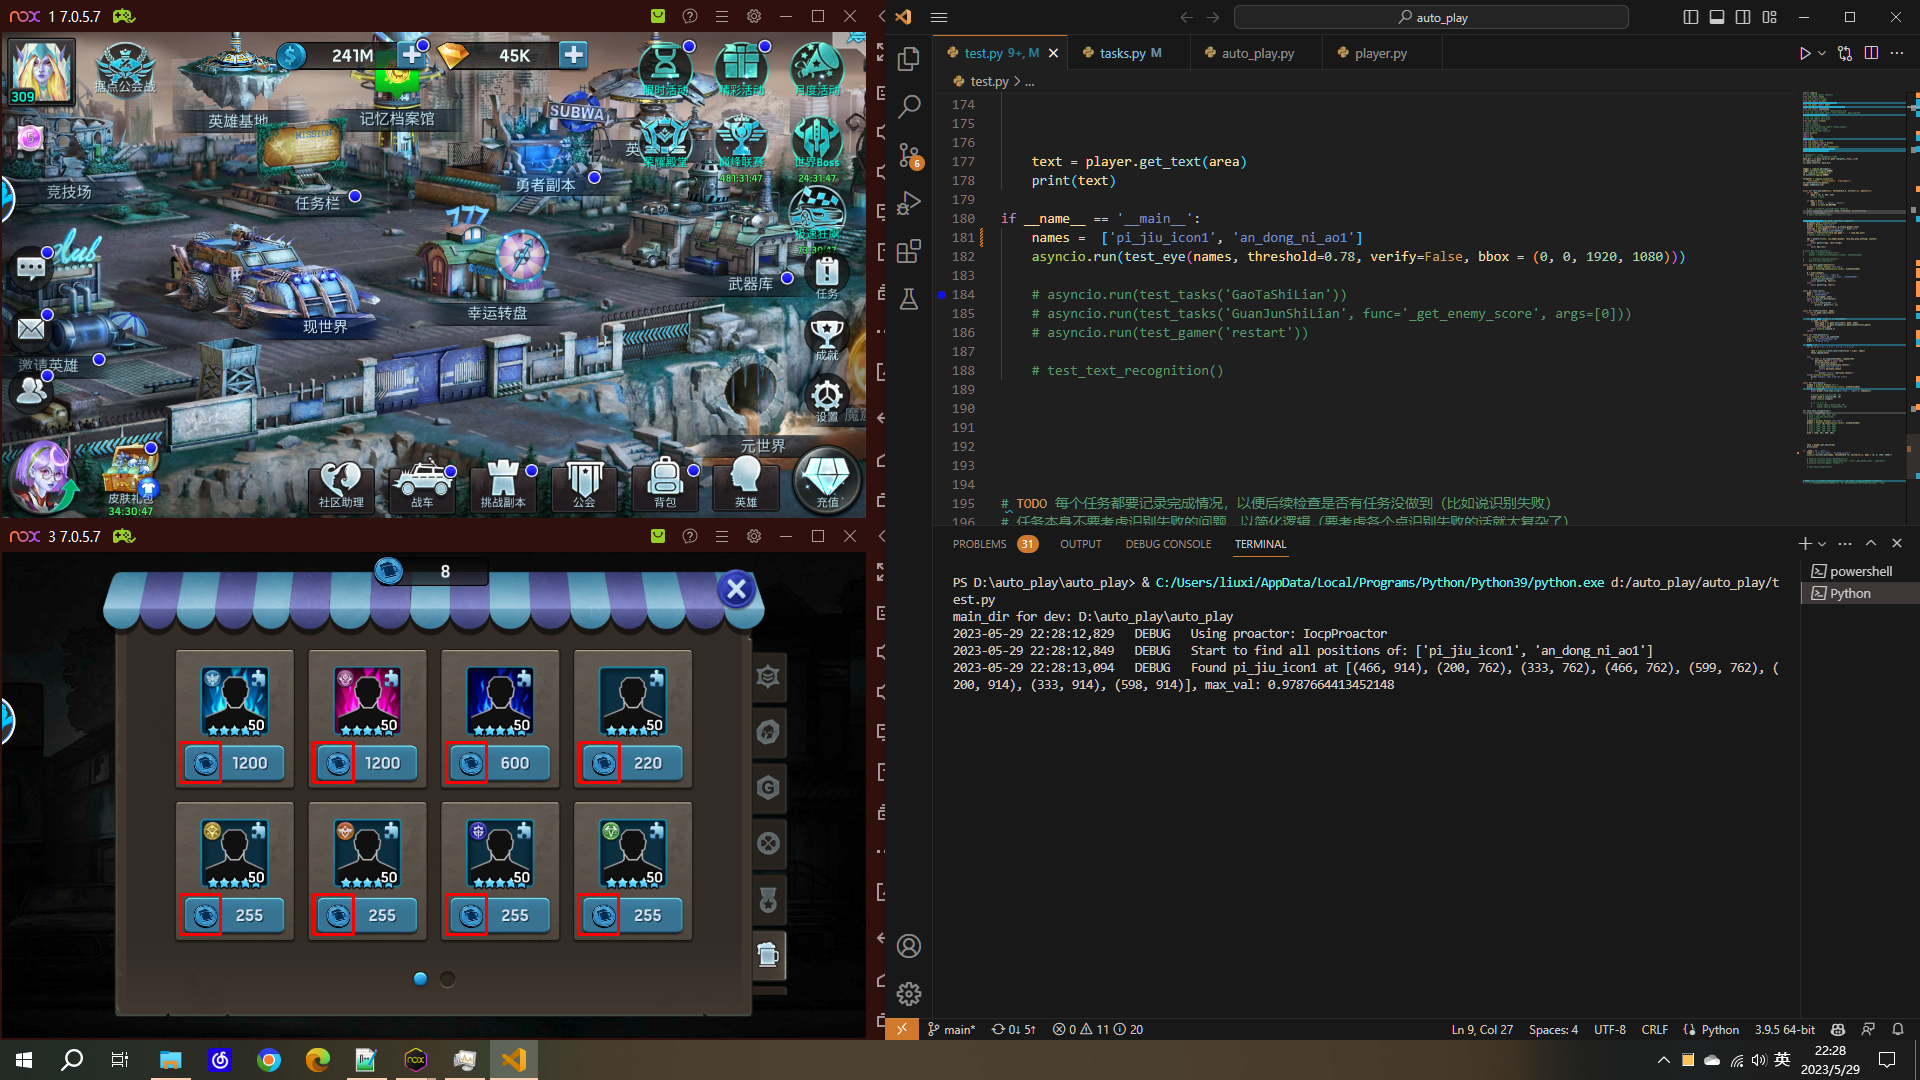 nox 1 7.0.5.7
309
据点公会战
241M
45K
限时活动
精彩活动
月度活动
英雄基地
记忆档案馆
SUBWAY
MISSION
荣耀殿堂
巅峰联赛
世界Boss
481:31:47
24:31:47
竞技场
任务栏
勇者副本
777
极速狂飙
73:30:47
Club
武器库
任务
现世界
幸运转盘
邀请英雄
成就
设置
元世界
皮肤礼包
34:30:47
社区助理
战车
挑战副本
公会
背包
英雄
充值
nox 3 7.0.5.7
8
50
50
50
50
1200
1200
600
220
50
50
50
50
255
255
255
255
auto_play
test.py 9+, M
tasks.py M
auto_play.py
player.py
test.py > ...
174
175
176
177 text = player.get_text(area)
178 print(text)
179
180 if __name__ == '__main__':
181 names =  ['pi_jiu_icon1', 'an_dong_ni_ao1']
182 asyncio.run(test_eye(names, threshold=0.78, verify=False, bbox = (0, 0, 1920, 1080)))
183
184 # asyncio.run(test_tasks('GaoTaShiLian'))
185 # asyncio.run(test_tasks('GuanJunShiLian', func='_get_enemy_score', args=[0]))
186 # asyncio.run(test_gamer('restart'))
187
188 # test_text_recognition()
189
190
191
192
193
194
195 # TODO 每个任务都要记录完成情况，以便后续检查是否有任务没做到（比如说识别失败）
196 # 任务本身不要考虑识别失败的问题，以简化逻辑（要考虑各个点识别失败的话就太复杂了）
PROBLEMS 31 OUTPUT DEBUG CONSOLE TERMINAL
PS D:\auto_play\auto_play> & C:/Users/liuxi/AppData/Local/Programs/Python/Python39/python.exe d:/auto_play/auto_play/t
est.py
main_dir for dev: D:\auto_play\auto_play
2023-05-29 22:28:12,829 DEBUG Using proactor: IocpProactor
2023-05-29 22:28:12,849 DEBUG Start to find all positions of: ['pi_jiu_icon1', 'an_dong_ni_ao1']
2023-05-29 22:28:13,094 DEBUG Found pi_jiu_icon1 at [(466, 914), (200, 762), (333, 762), (466, 762), (599, 762), (
200, 914), (333, 914), (598, 914)], max_val: 0.9787664413452148
powershell
Python
6
main*
0↓ 5↑
0 11 20
Ln 9, Col 27
Spaces: 4
UTF-8
CRLF
Python
3.9.5 64-bit
英
22:28
2023/5/29